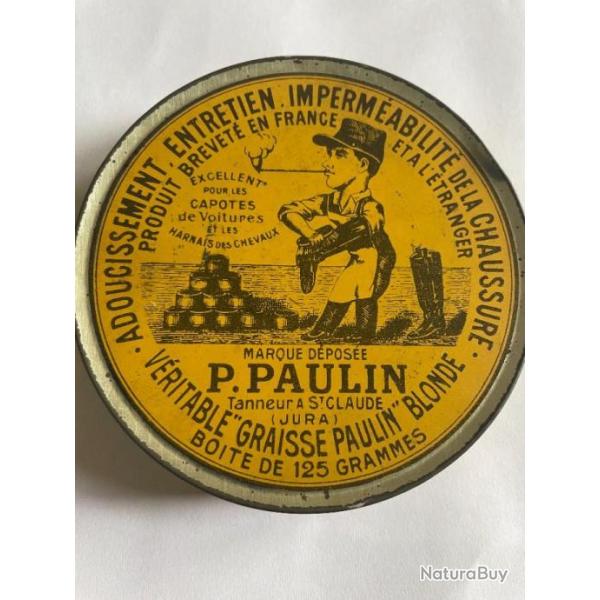 ADOUCISSEMENT, ENTRETIEN, IMPERMÉABILITÉ DE LA CHAUSSURE
PRODUIT BREVETÉ EN FRANCE ET A L'ÉTRANGER
EXCELLENT
POUR LES
CAPOTES
de Voitures
ET LES
HARNAIS DES CHEVAUX
MARQUE DÉPOSÉE
P. PAULIN
Tanneur A ST CLAUDE
(JURA)
VÉRITABLE "GRAISSE PAULIN" BLONDE
BOITE DE 125 GRAMMES
NaturaBuy